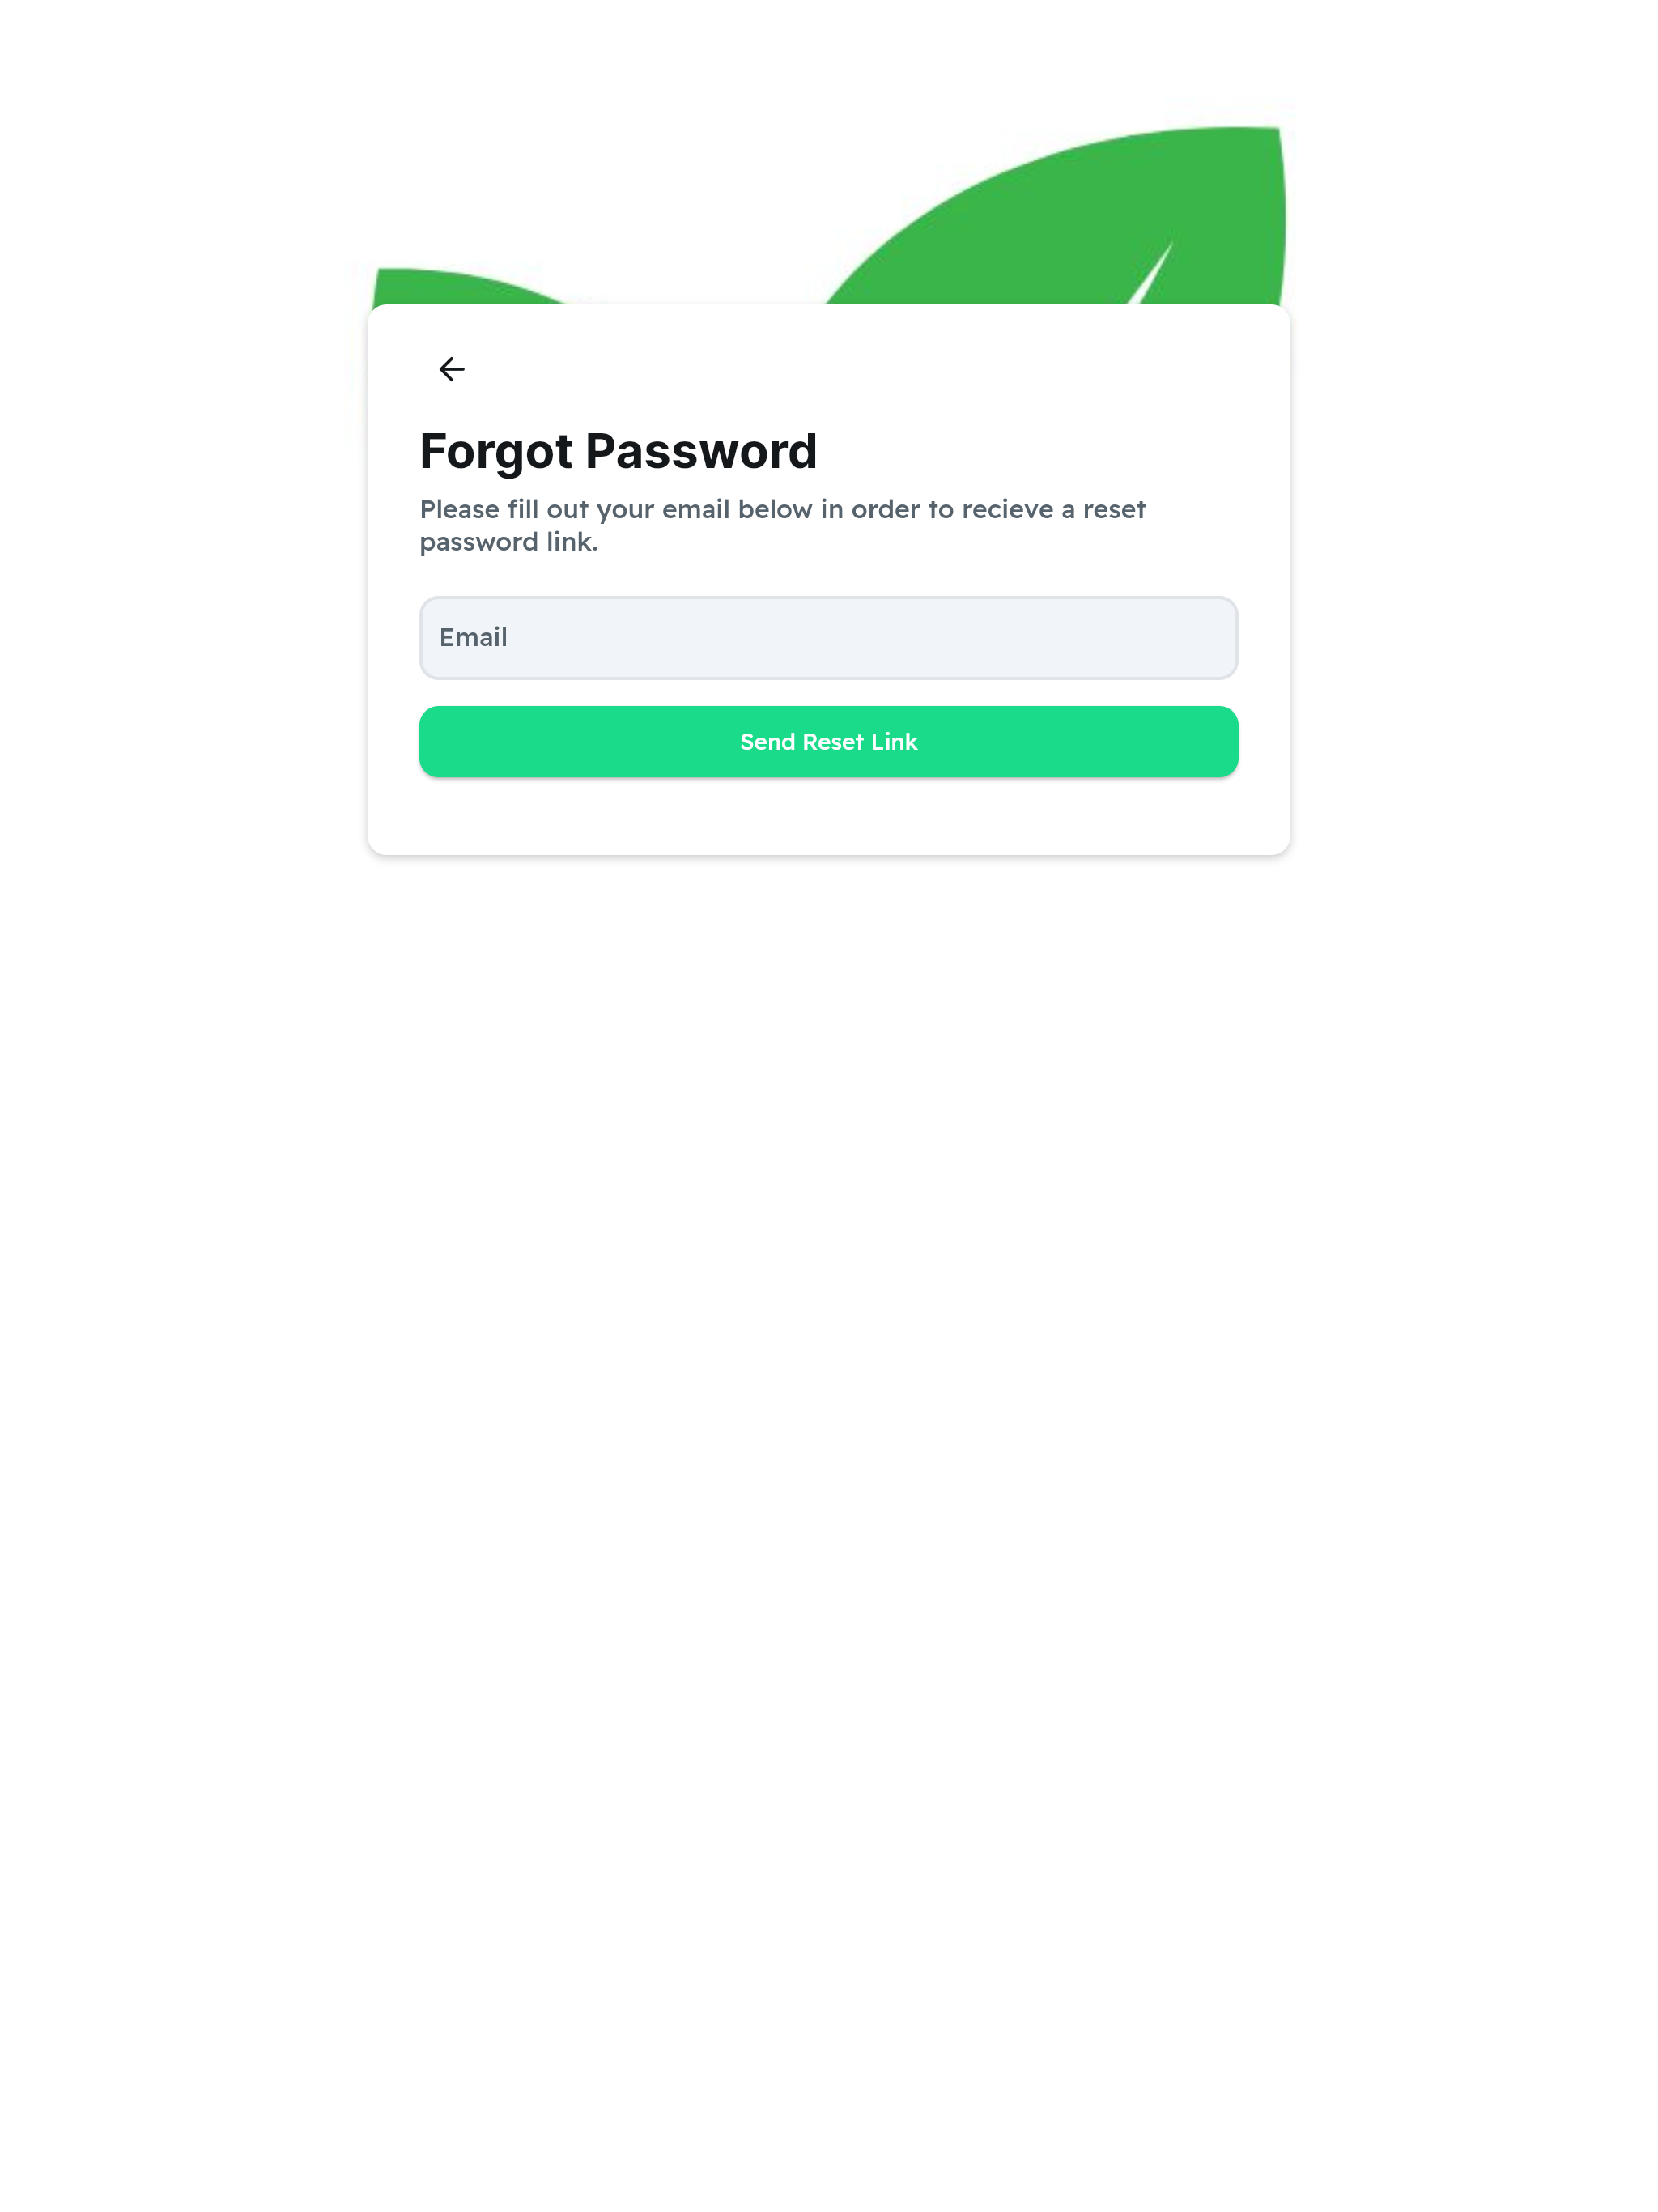 Forgot Password
Please fill out your email below in order to recieve a reset
password link.
Email
Send Reset Link